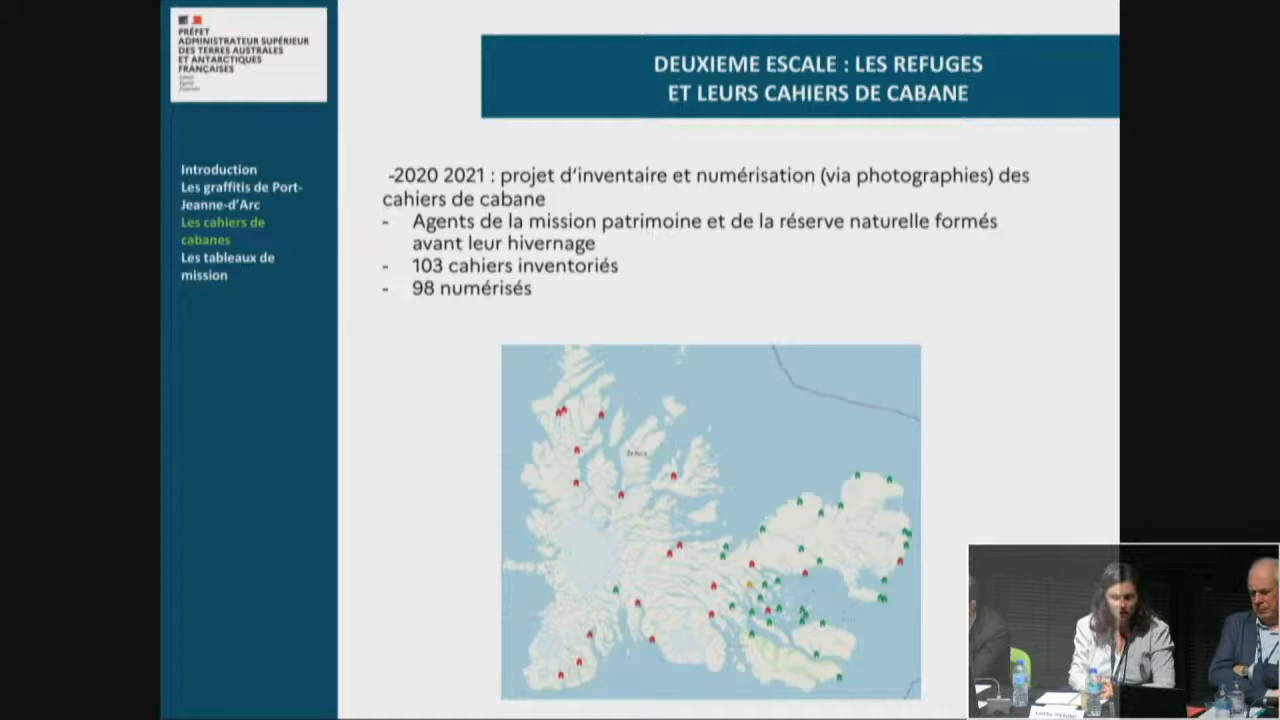 PRÉFET
ADMINISTRATEUR SUPÉRIEUR
DES TERRES AUSTRALES
ET ANTARCTIQUES
FRANÇAISES
DEUXIEME ESCALE : LES REFUGES
ET LEURS CAHIERS DE CABANE
Introduction
Les graffitis de Port-
Jeanne-d’Arc
Les cahiers de
cabanes
Les tableaux de
mission
-2020 2021 : projet d’inventaire et numérisation (via photographies) des
cahiers de cabane
- Agents de la mission patrimoine et de la réserve naturelle formés
avant leur hivernage
- 103 cahiers inventoriés
- 98 numérisés